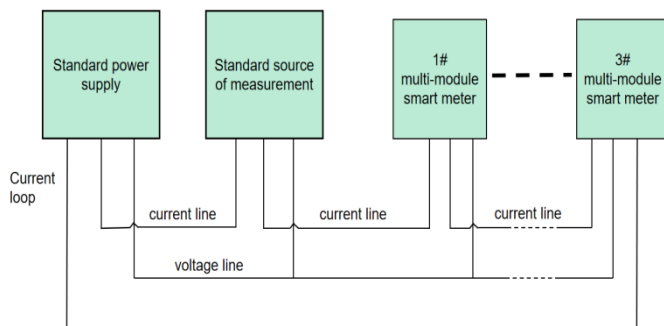 Standard power
supply
Standard source
of measurement
1#
multi-module
smart meter
3#
multi-module
smart meter
Current
loop
current line
current line
current line
voltage line